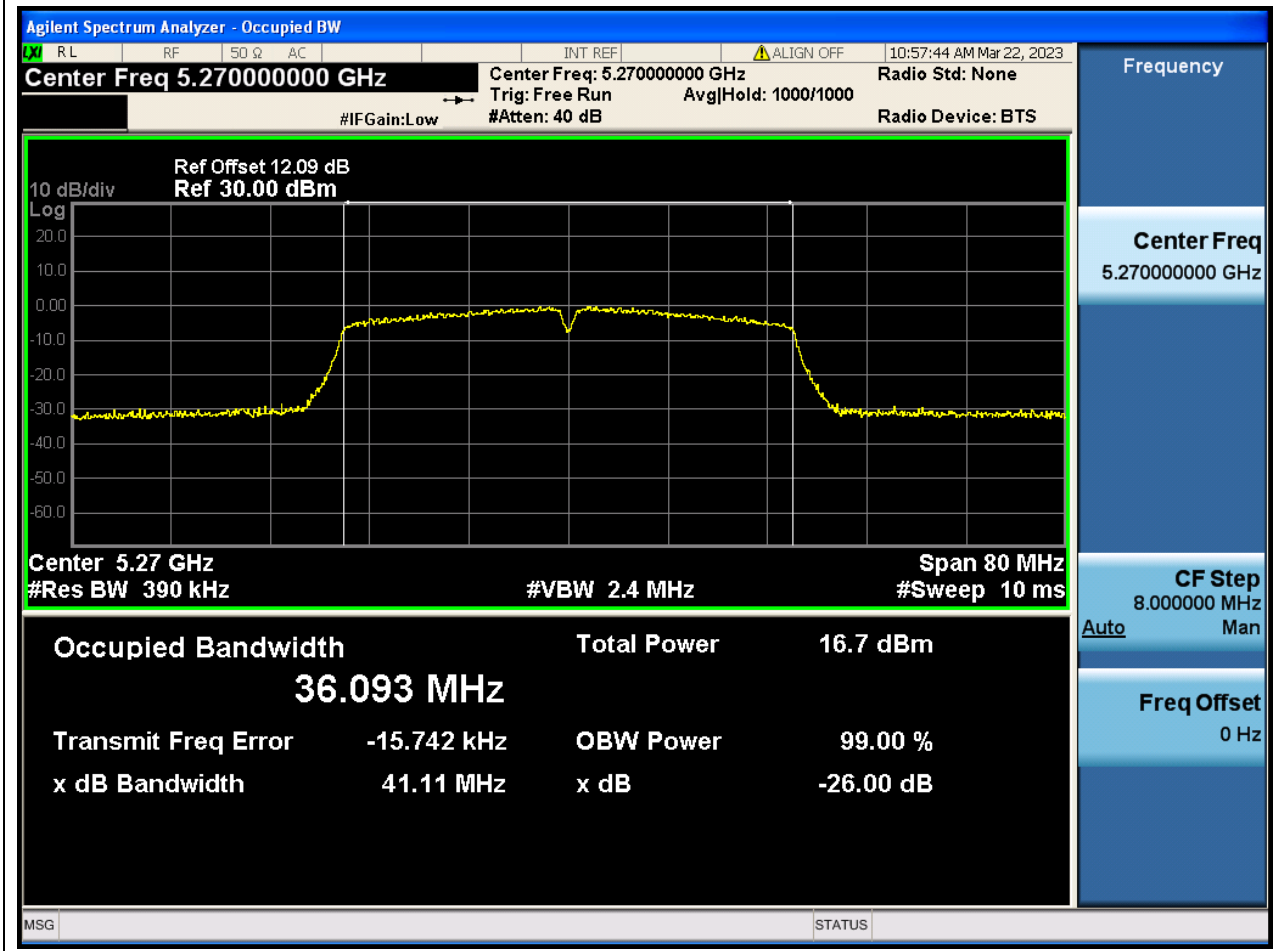 Agilent Spectrum Analyzer - Occupied BW
LXI RL RF 50 Ω AC INT REF ALIGN OFF 10:57:44 AM Mar 22, 2023
Center Freq 5.270000000 GHz
Center Freq: 5.270000000 GHz Radio Std: None
Trig: Free Run Avg|Hold: 1000/1000
#IFGain:Low #Atten: 40 dB Radio Device: BTS
Ref Offset 12.09 dB
10 dB/div Ref 30.00 dBm
Log
20.0
10.0
0.00
-10.0
-20.0
-30.0
-40.0
-50.0
-60.0
Center 5.27 GHz Span 80 MHz
#Res BW 390 kHz #VBW 2.4 MHz #Sweep 10 ms
Occupied Bandwidth Total Power 16.7 dBm
36.093 MHz
Transmit Freq Error -15.742 kHz OBW Power 99.00 %
x dB Bandwidth 41.11 MHz x dB -26.00 dB
Frequency
Center Freq
5.270000000 GHz
CF Step
8.000000 MHz
Auto Man
Freq Offset
0 Hz
MSG STATUS